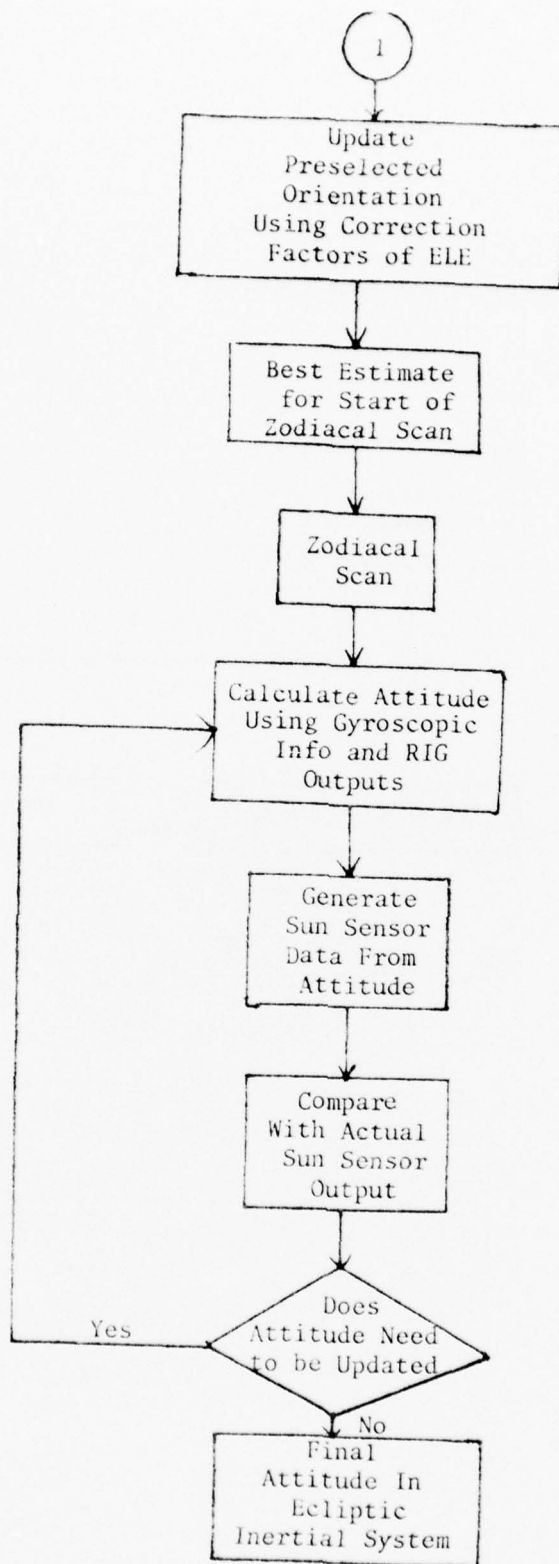 1
Update
Preselected
Orientation
Using Correction
Factors of ELE
Best Estimate
for Start of
Zodiacal Scan
Zodiacal
Scan
Calculate Attitude
Using Gyroscopic
Info and RIG
Outputs
Generate
Sun Sensor
Data From
Attitude
Compare
With Actual
Sun Sensor
Output
Does
Attitude Need
to be Updated
Yes
No
Final
Attitude In
Ecliptic
Inertial System